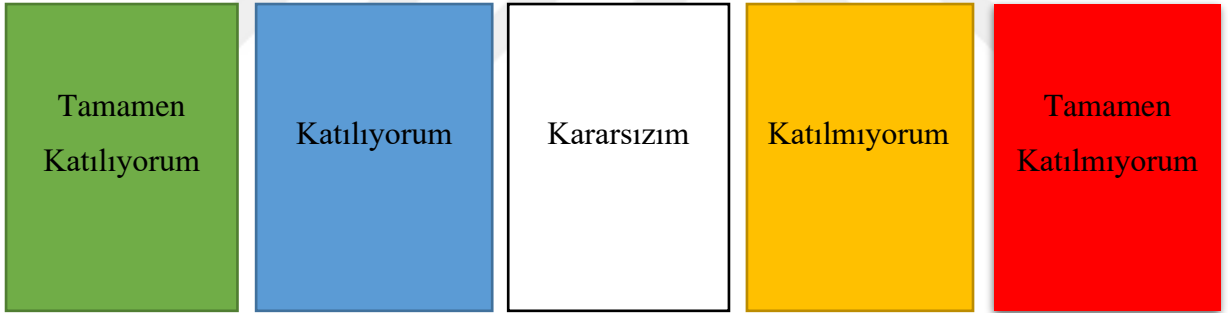 Tamamen
Katılıyorum
Katılıyorum
Kararsızım
Katılmıyorum
Tamamen
Katılmıyorum